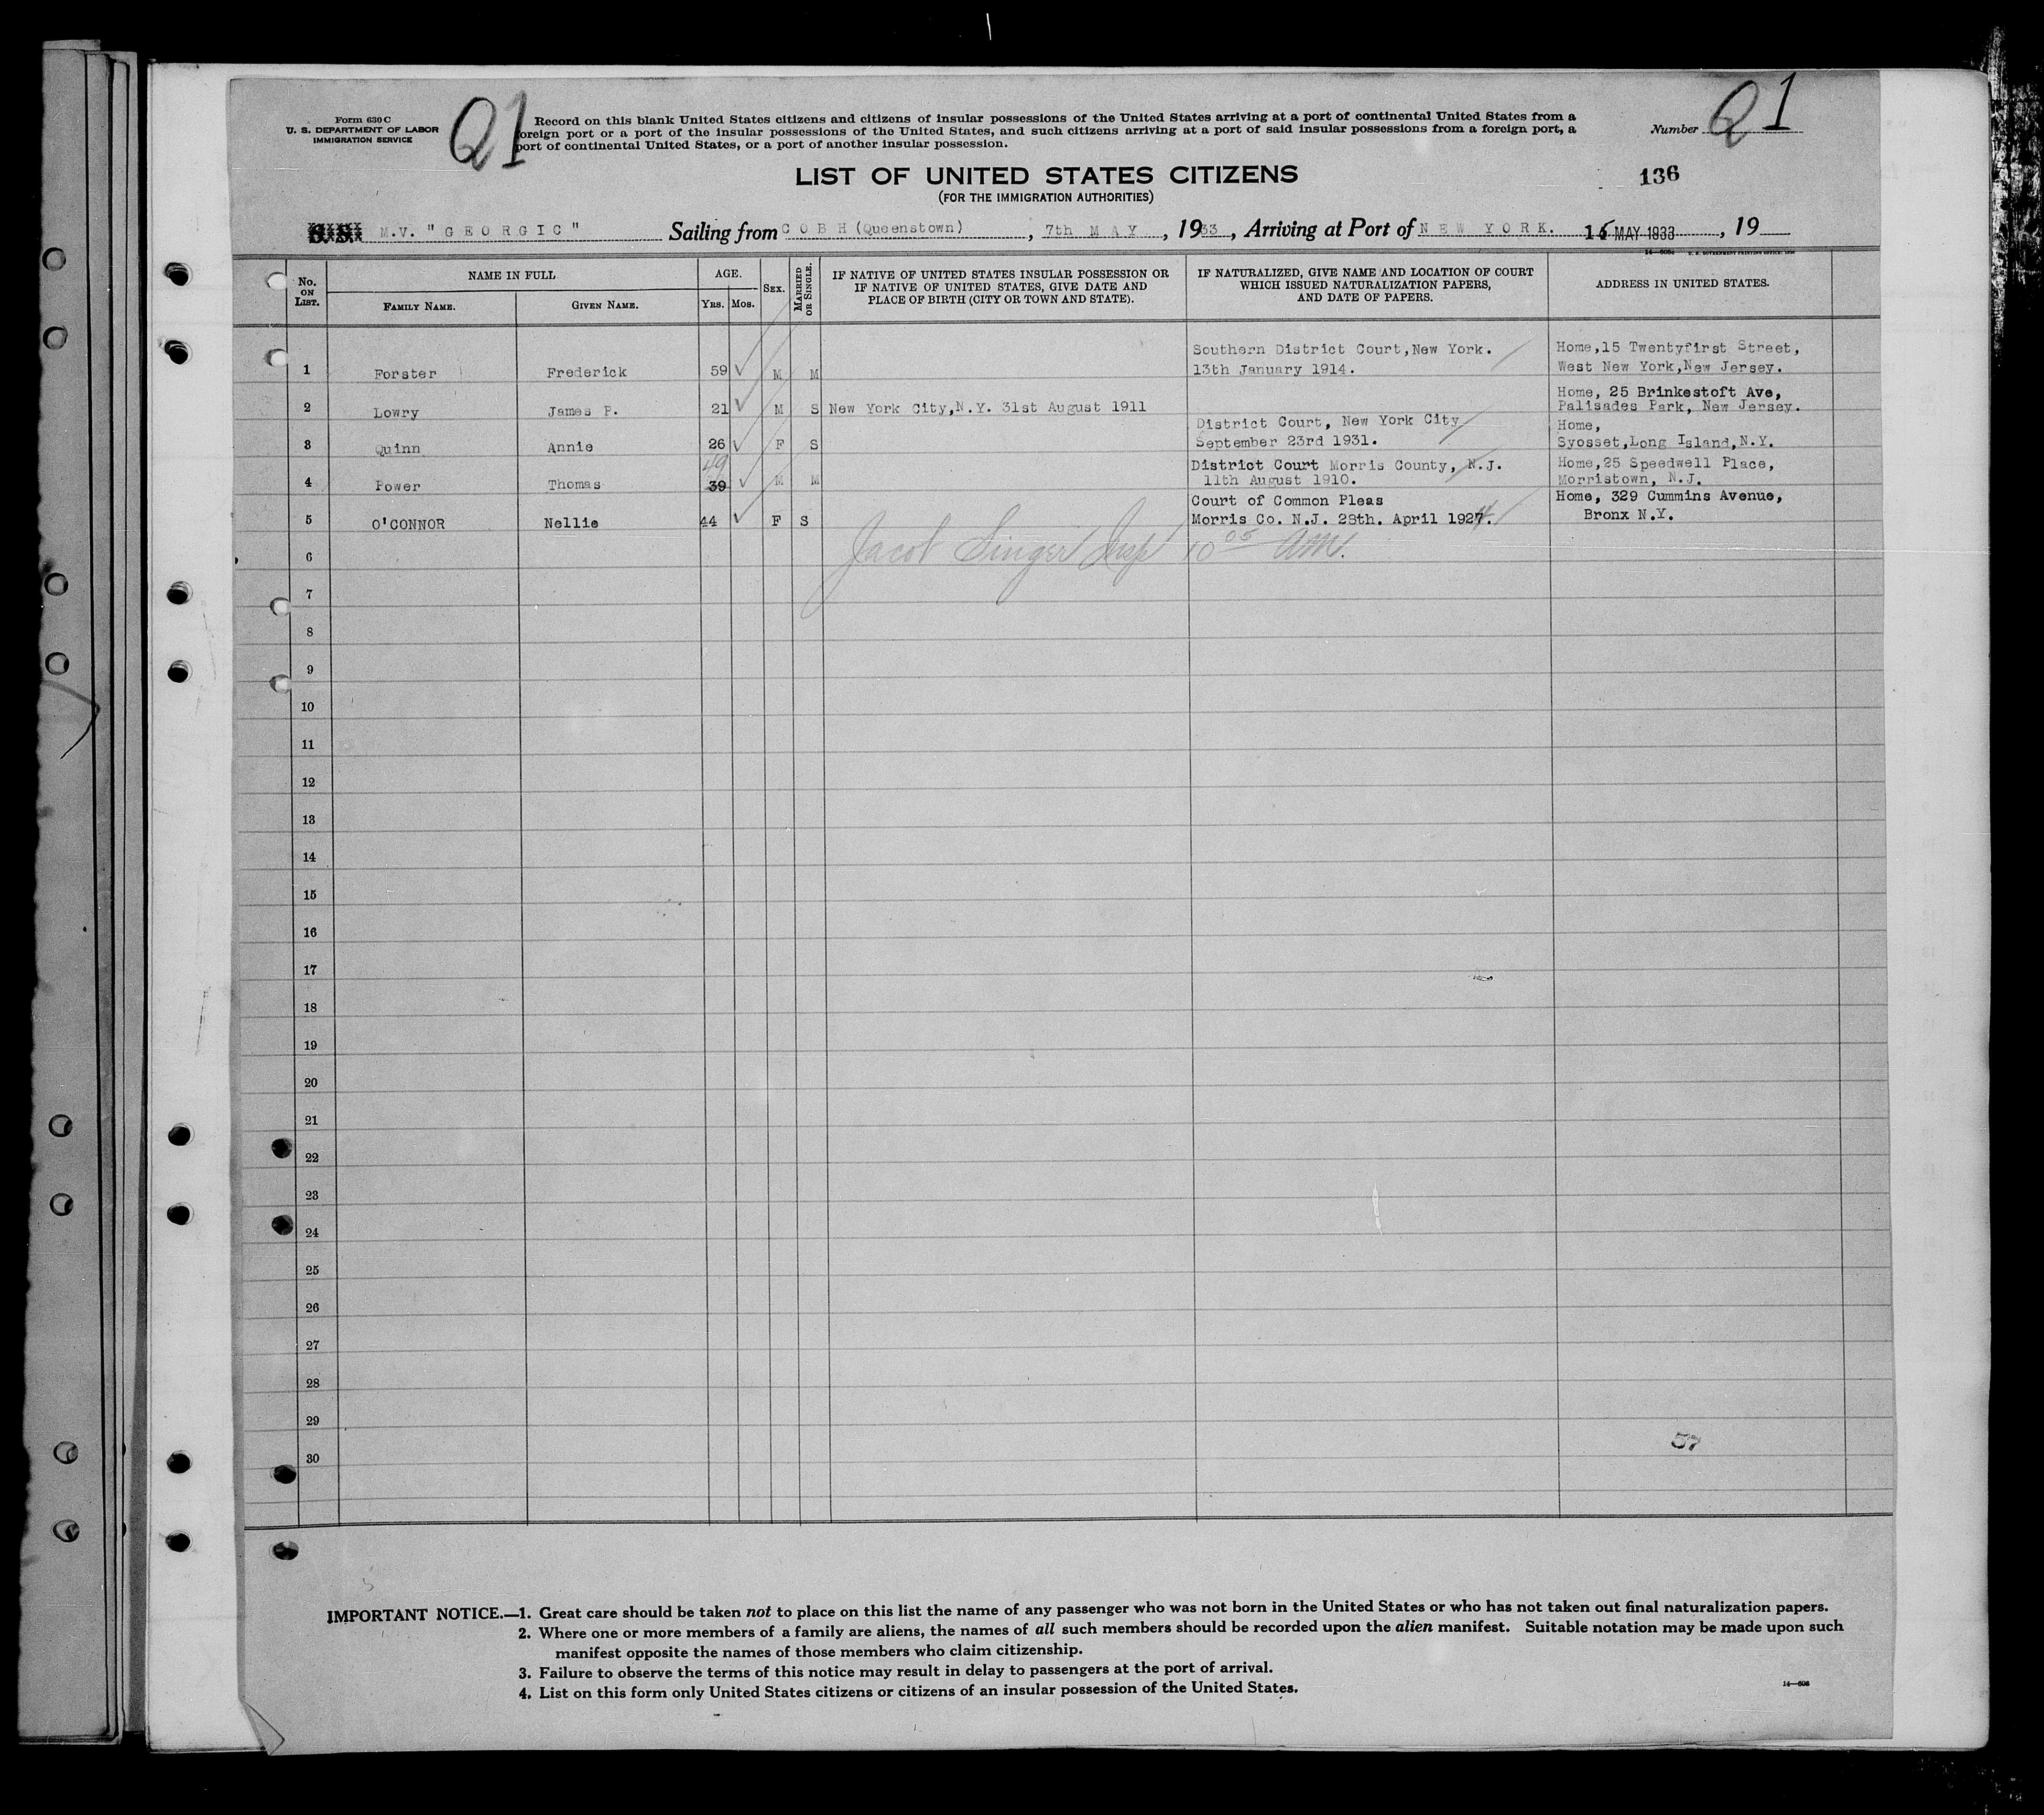 Form 630 C
U. S. DEPARTMENT OF LABOR
IMMIGRATION SERVICE
Q1
Record on this blank United States citizens and citizens of insular possessions of the United States arriving at a port of continental United States from a
foreign port or a port of the insular possessions of the United States, and such citizens arriving at a port of said insular possessions from a foreign port, a
port of continental United States, or a port of another insular possession.
Number Q1
LIST OF UNITED STATES CITIZENS
(FOR THE IMMIGRATION AUTHORITIES)
136
S. S. M.V. "GEORGIC" Sailing from COBH (Queenstown), 7th MAY, 1933, Arriving at Port of NEW YORK. 15 MAY 1933, 19
No. ON LIST.
NAME IN FULL
FAMILY NAME.
GIVEN NAME.
AGE.
YRS. MOS.
SEX.
MARRIED OR SINGLE.
IF NATIVE OF UNITED STATES INSULAR POSSESSION OR
IF NATIVE OF UNITED STATES, GIVE DATE AND
PLACE OF BIRTH (CITY OR TOWN AND STATE).
IF NATURALIZED, GIVE NAME AND LOCATION OF COURT
WHICH ISSUED NATURALIZATION PAPERS,
AND DATE OF PAPERS.
ADDRESS IN UNITED STATES.
Southern District Court,New York. Home,15 Twentyfirst Street,
1 Forster Frederick 59 M M 13th January 1914. West New York,New Jersey.
Home, 25 Brinkestoft Ave,
2 Lowry James P. 21 M S New York City,N.Y. 31st August 1911 Palisades Park, New Jersey.
District Court, New York City Home,
3 Quinn Annie 26 F S September 23rd 1931. Syosset,Long Island,N.Y.
49 District Court Morris County, N.J. Home,25 Speedwell Place,
4 Power Thomas 39 M M 11th August 1910. Morristown, N.J.
Court of Common Pleas Home, 329 Cummins Avenue,
5 O'CONNOR Nellie 44 F S Morris Co. N.J. 28th. April 1927. Bronx N.Y.
6 Jacob Singer Insp 10 05 AM.
7
8
9
10
11
12
13
14
15
16
17
18
19
20
21
22
23
24
25
26
27
28
29
57
30
IMPORTANT NOTICE.—1. Great care should be taken not to place on this list the name of any passenger who was not born in the United States or who has not taken out final naturalization papers.
2. Where one or more members of a family are aliens, the names of all such members should be recorded upon the alien manifest. Suitable notation may be made upon such
manifest opposite the names of those members who claim citizenship.
3. Failure to observe the terms of this notice may result in delay to passengers at the port of arrival.
4. List on this form only United States citizens or citizens of an insular possession of the United States.